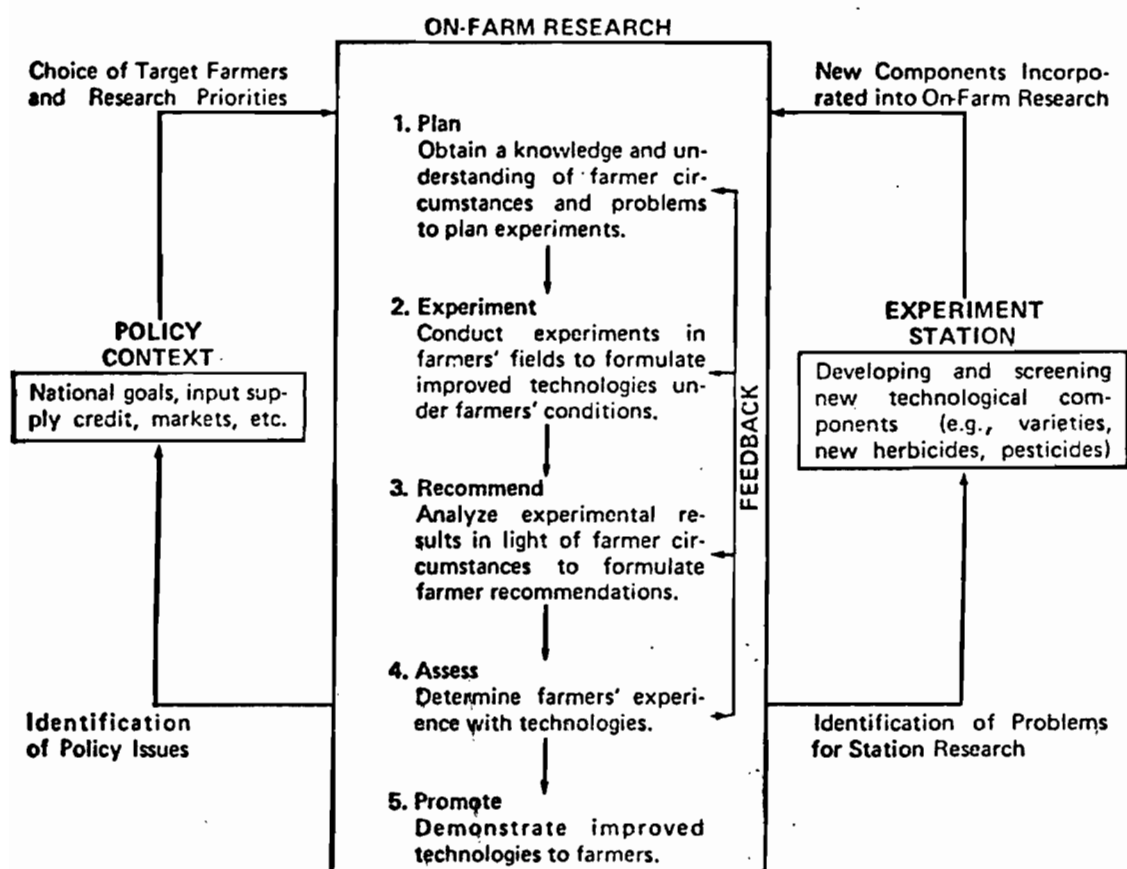 ON-FARM RESEARCH
Choice of Target Farmers
and Research Priorities
New Components Incorpo-
rated into On-Farm Research
1. Plan
Obtain a knowledge and un-
derstanding of farmer cir-
cumstances and problems
to plan experiments.
2. Experiment
Conduct experiments in
farmers' fields to formulate
improved technologies un-
der farmers' conditions.
3. Recommend
Analyze experimental re-
sults in light of farmer cir-
cumstances to formulate
farmer recommendations.
4. Assess
Determine farmers' experi-
ence with technologies.
5. Promote
Demonstrate improved
technologies to farmers.
FEEDBACK
POLICY
CONTEXT
National goals, input sup-
ply credit, markets, etc.
EXPERIMENT
STATION
Developing and screening
new technological com-
ponents (e.g., varieties,
new herbicides, pesticides)
Identification
of Policy Issues
Identification of Problems
for Station Research